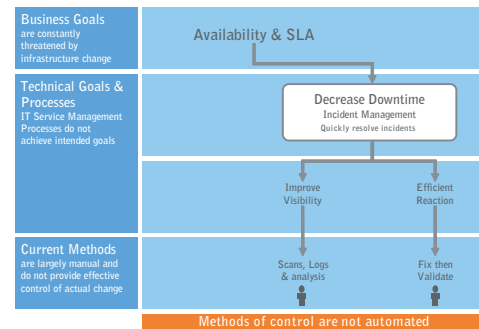 Business Goals
are constantly
threatened by
infrastructure change
Availability & SLA
Technical Goals &
Processes
IT Service Management
Processes do not
achieve intended goals
Decrease Downtime
Incident Management
Quickly resolve incidents
Improve
Visibility
Efficient
Reaction
Current Methods
are largely manual and
do not provide effective
control of actual change
Scans, Logs
& analysis
Fix then
Validate
Methods of control are not automated